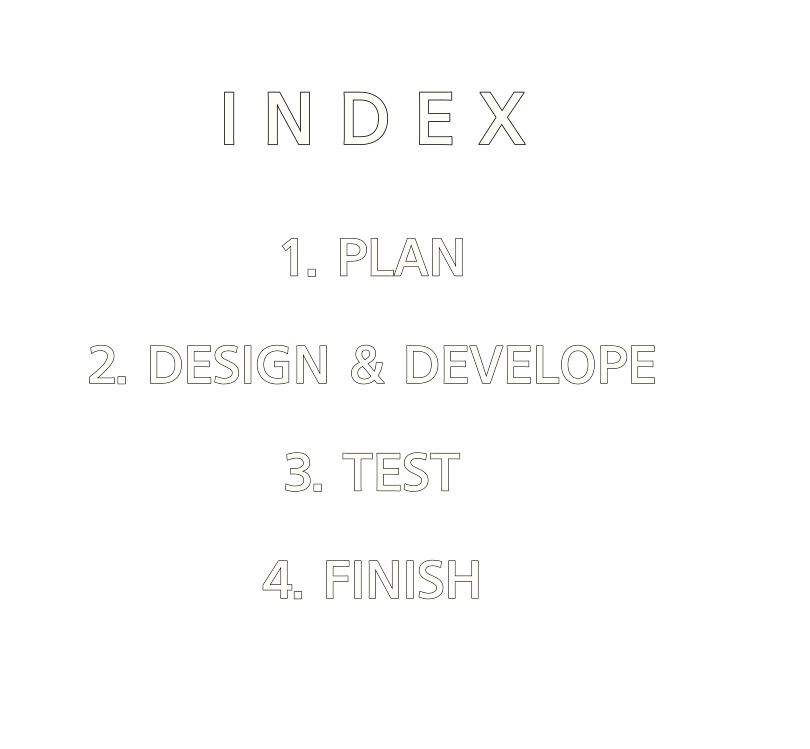 I N D E X
1. PLAN
2. DESIGN & DEVELOPE
3. TEST
4. FINISH